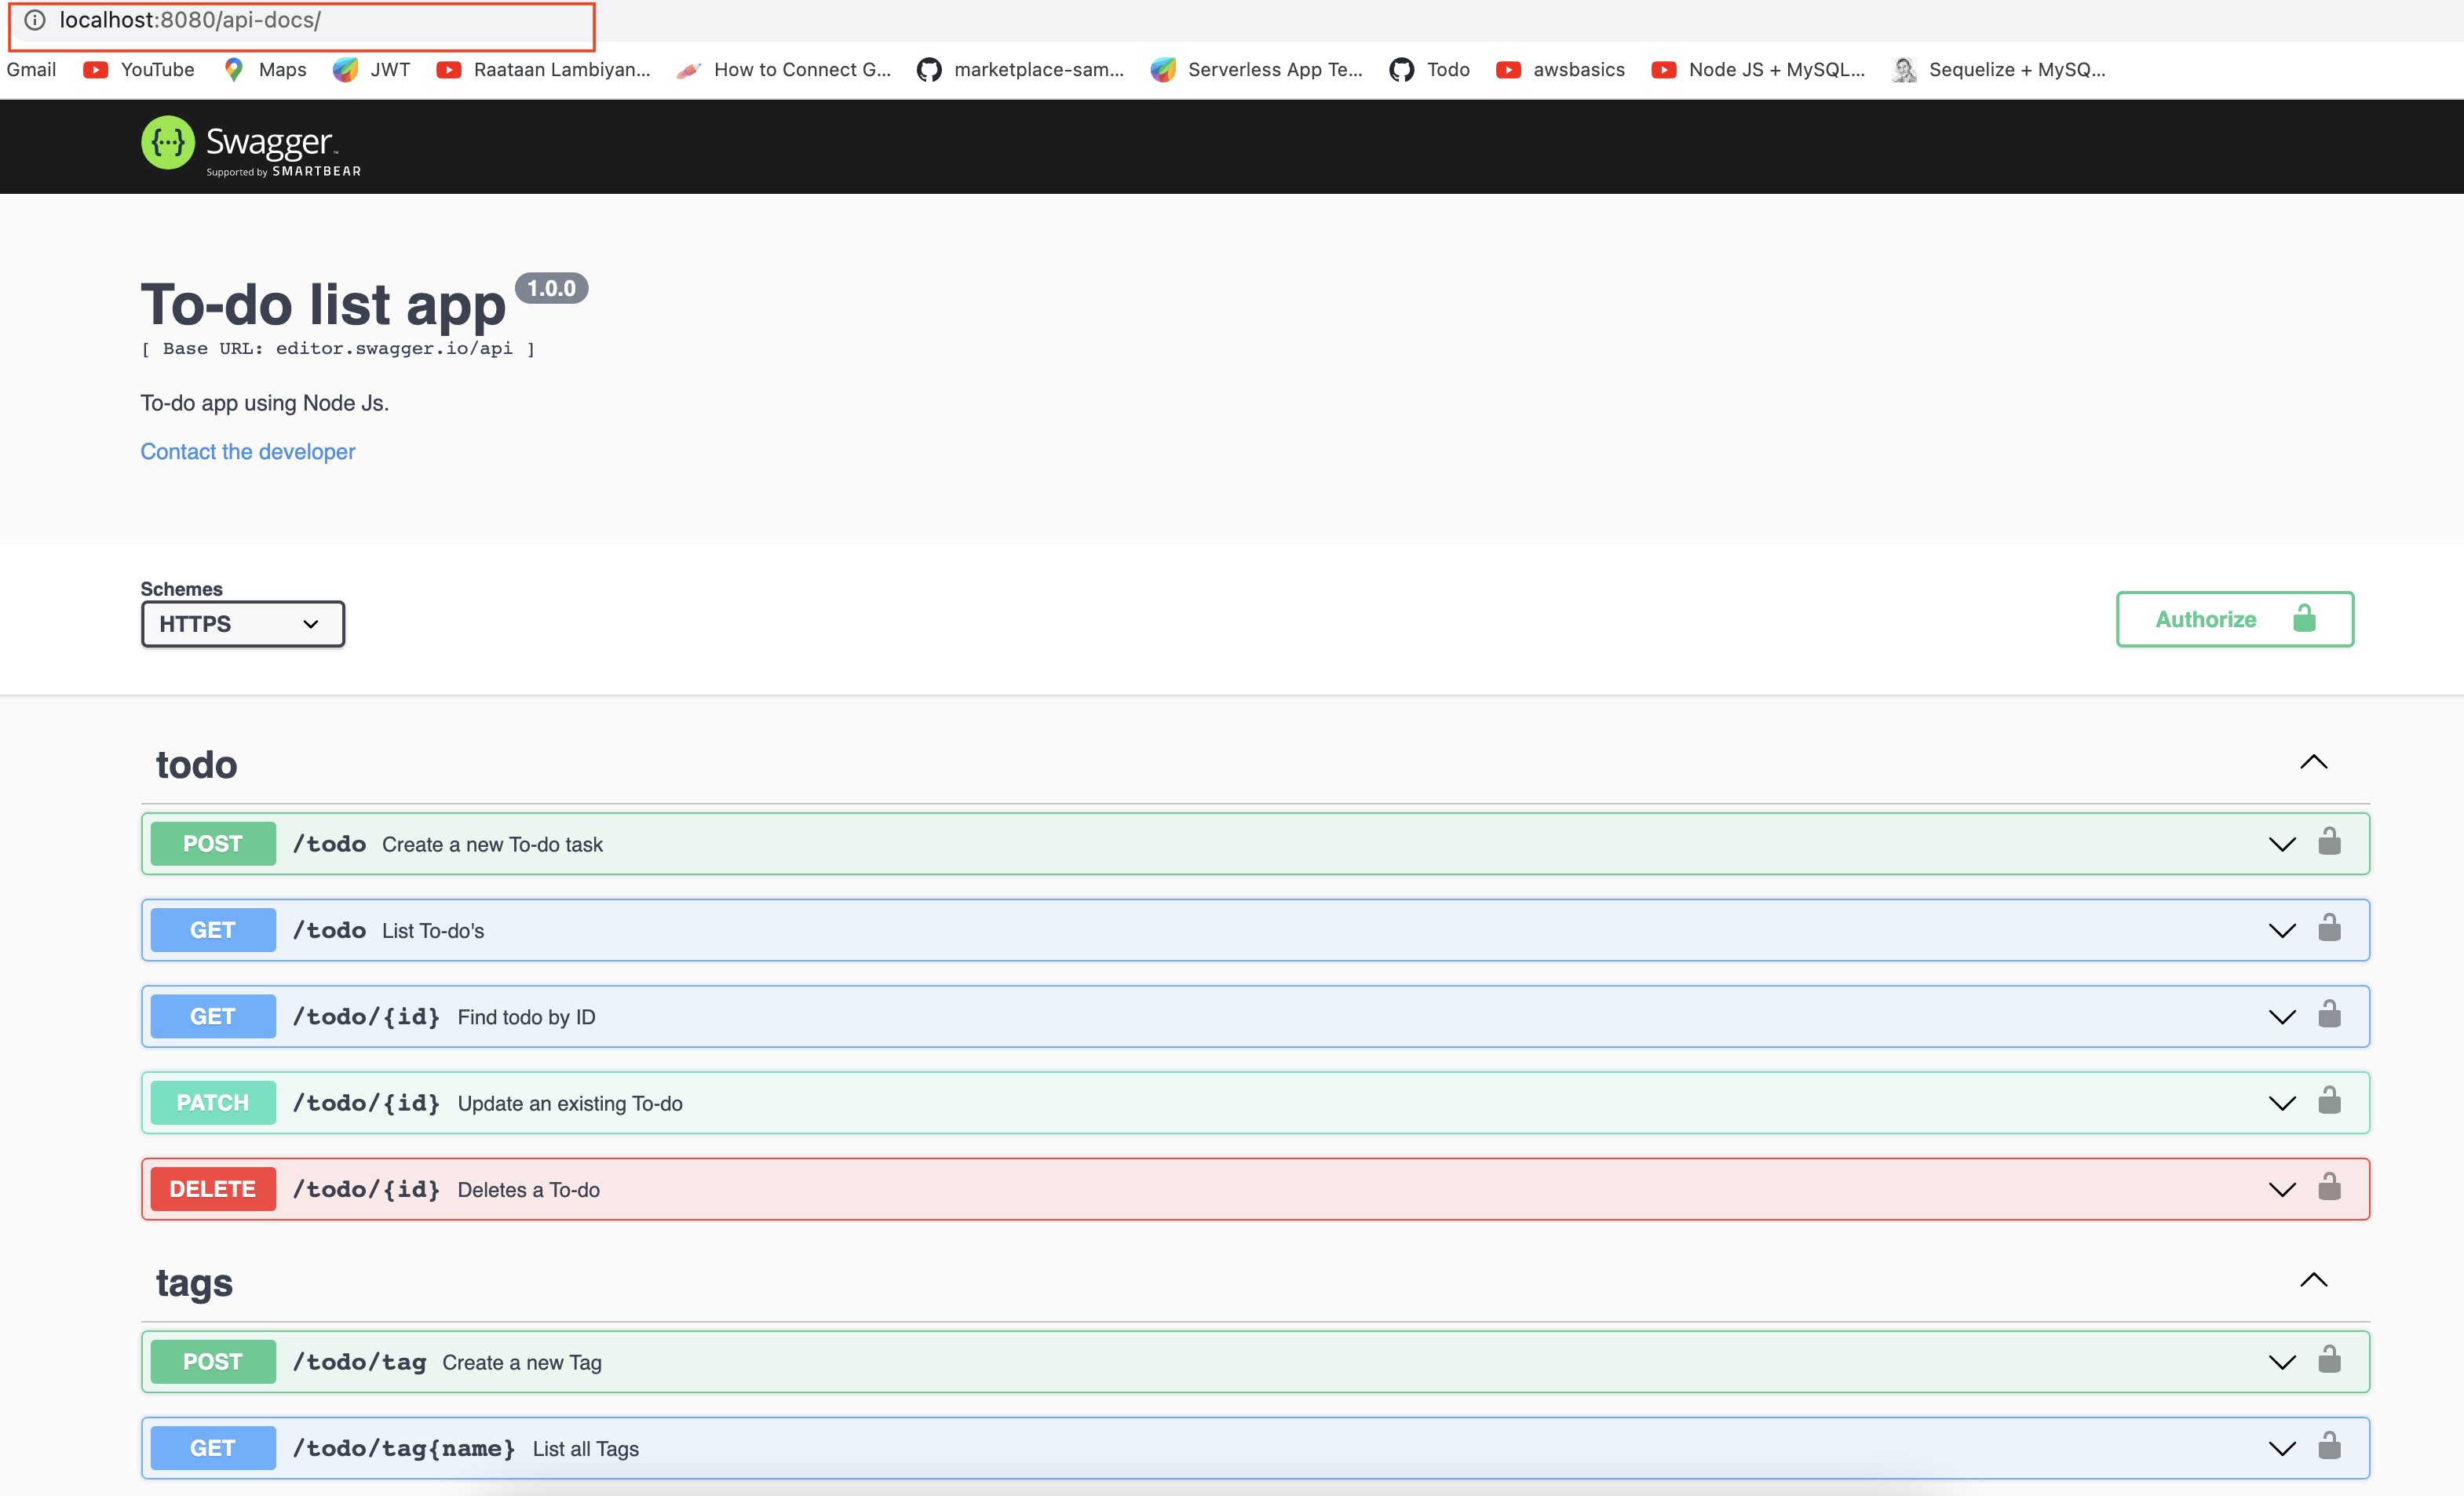 localhost:8080/api-docs/
Gmail YouTube Maps JWT Raataan Lambiyan... How to Connect G... marketplace-sam... Serverless App Te... Todo awsbasics Node JS + MySQL... Sequelize + MySQ...
{...} Swagger™
Supported by SMARTBEAR
To-do list app 1.0.0
[ Base URL: editor.swagger.io/api ]
To-do app using Node Js.
Contact the developer
Schemes
HTTPS
Authorize
todo
POST /todo Create a new To-do task
GET /todo List To-do's
GET /todo/{id} Find todo by ID
PATCH /todo/{id} Update an existing To-do
DELETE /todo/{id} Deletes a To-do
tags
POST /todo/tag Create a new Tag
GET /todo/tag{name} List all Tags